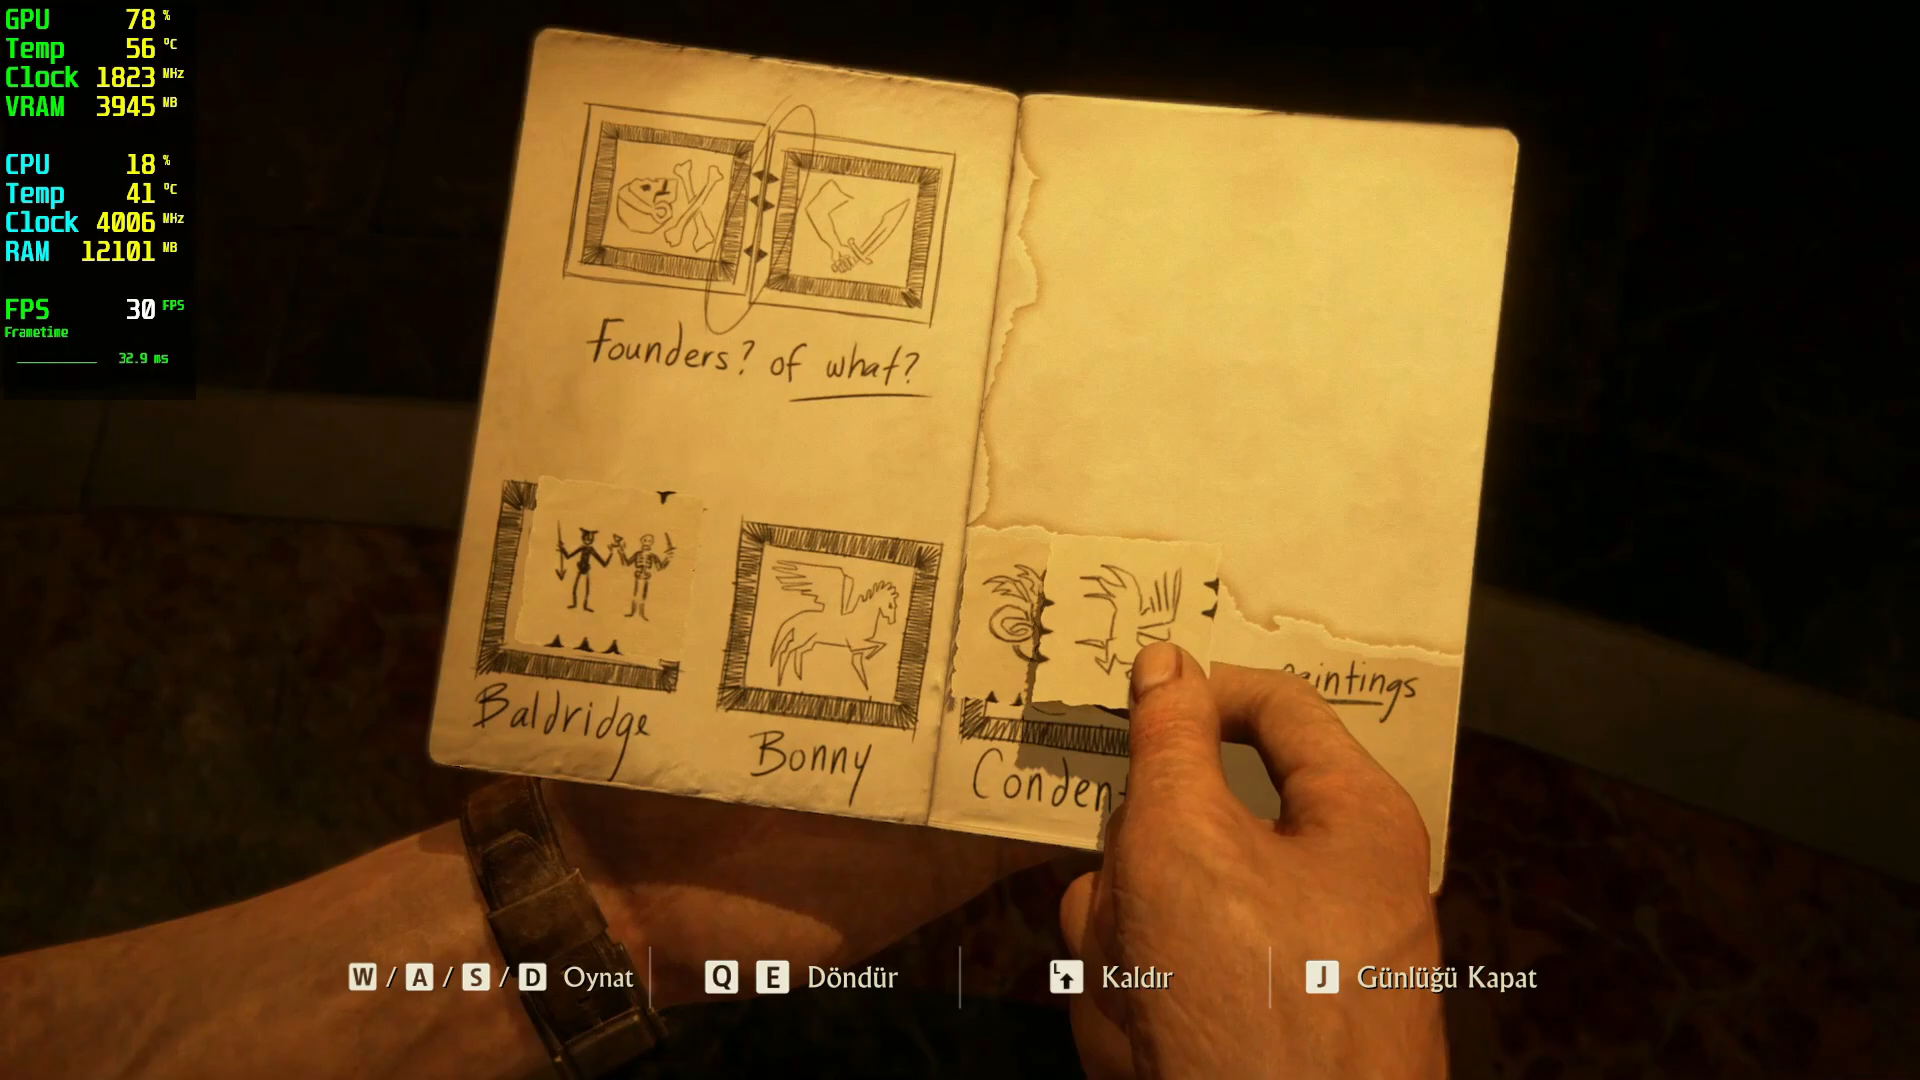 GPU 78 %
Temp 56 °C
Clock 1823 MHz
VRAM 3945 MB
CPU 18 %
Temp 41 °C
Clock 4006 MHz
RAM 12101 MB
FPS 30 FPS
Frametime
32.9 ms
Founders? of what?
Baldridge
Bonny
Conden
aintings
W / A / S / D Oynat
Q E Döndür
L Kaldır
J Günlüğü Kapat